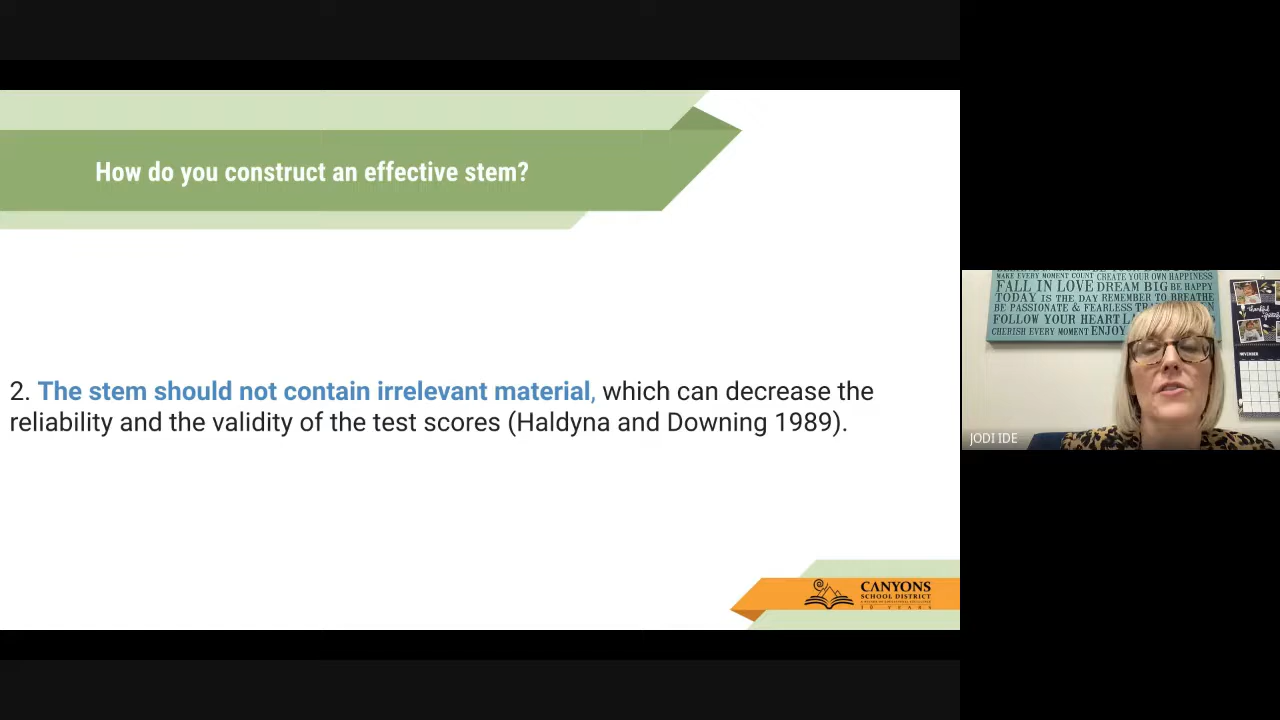 How do you construct an effective stem?
2. The stem should not contain irrelevant material, which can decrease the
reliability and the validity of the test scores (Haldyna and Downing 1989).
CANYONS
SCHOOL DISTRICT
MAKE EVERY MOMENT COUNT CREATE YOUR OWN HAPPINESS
FALL IN LOVE DREAM BIG BE HAPPY
TODAY IS THE DAY REMEMBER TO BREATHE
BE PASSIONATE & FEARLESS
FOLLOW YOUR HEART
CHERISH EVERY MOMENT ENJOY
Thankful
NOVEMBER
JODI IDE